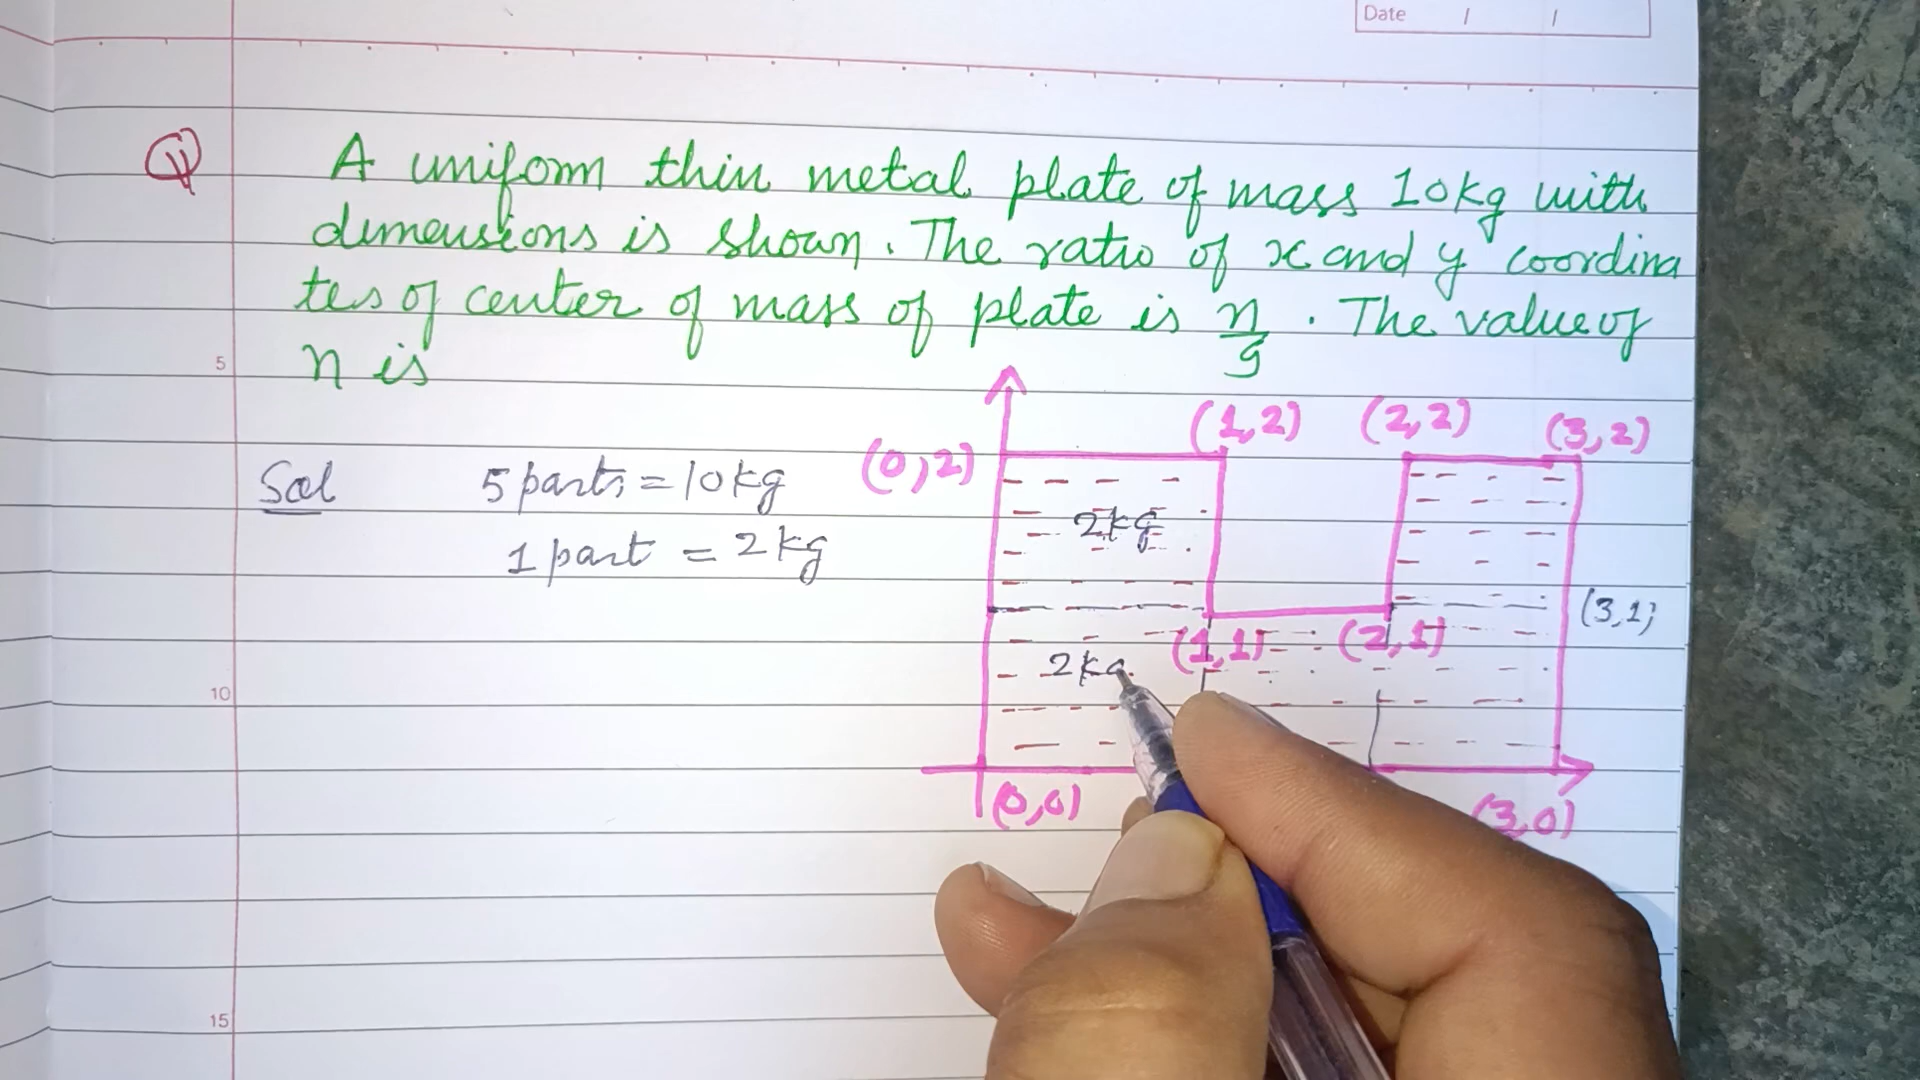 Date / /
Q A uniform thin metal plate of mass 10kg with
dimensions is shown. The ratio of x and y coordina
tes of center of mass of plate is n/9. The value of
5 n is
(1,2) (2,2) (3,2)
Sol 5 parts = 10kg (0,2)
2kg
1 part = 2kg
(3,1)
(1,1) (2,1)
2kg
10
(0,0) (3,0)
15